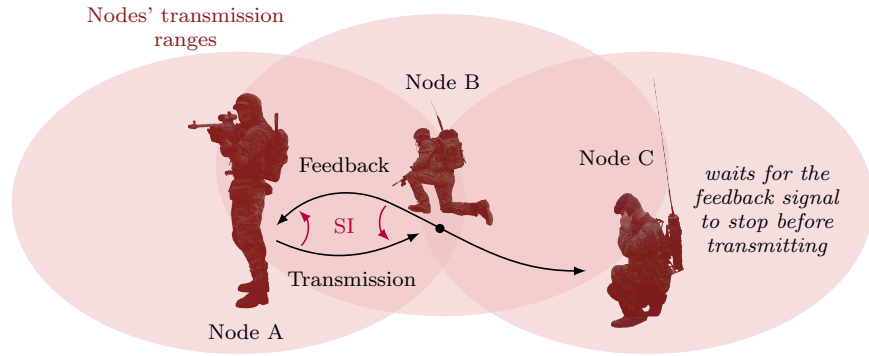 Nodes' transmission
ranges
Node B
Node C
Feedback
waits for the
feedback signal
to stop before
transmitting
SI
Transmission
Node A